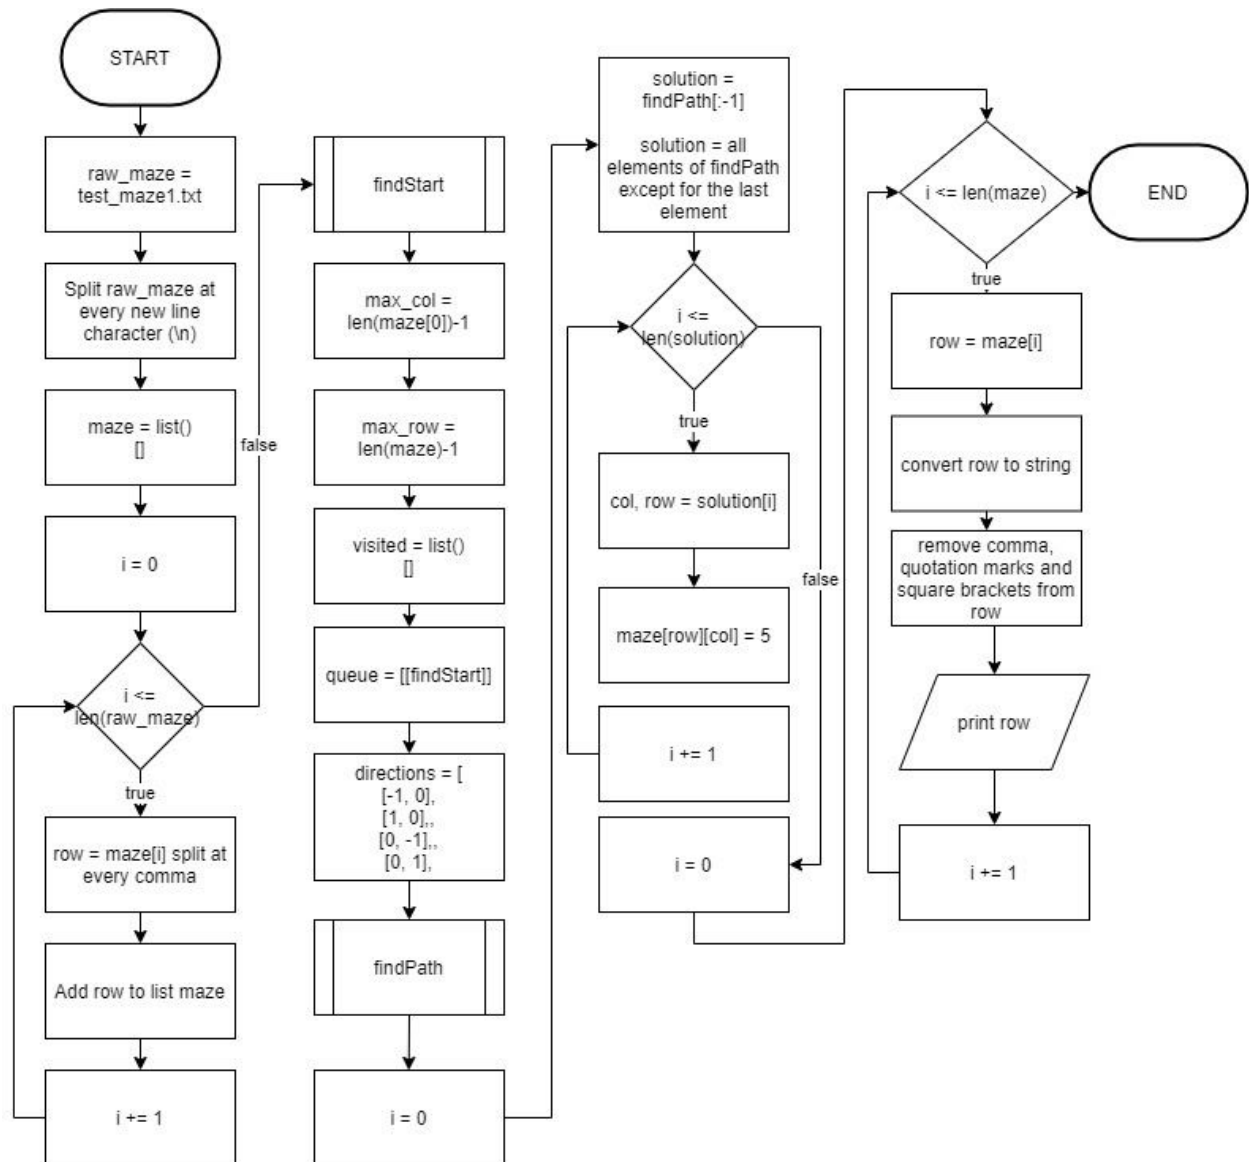 START
raw_maze =
test_maze1.txt
Split raw_maze at
every new line
character (\n)
maze = list()
[]
i = 0
i <=
len(raw_maze)
true
false
row = maze[i] split at
every comma
Add row to list maze
i += 1
findStart
max_col =
len(maze[0])-1
max_row =
len(maze)-1
visited = list()
[]
queue = [[findStart]]
directions = [
[-1, 0],
[1, 0],,
[0, -1],,
[0, 1],
findPath
i = 0
solution =
findPath[:-1]
solution = all
elements of findPath
except for the last
element
i <=
len(solution)
true
false
col, row = solution[i]
maze[row][col] = 5
i += 1
i = 0
i <= len(maze)
true
END
row = maze[i]
convert row to string
remove comma,
quotation marks and
square brackets from
row
print row
i += 1